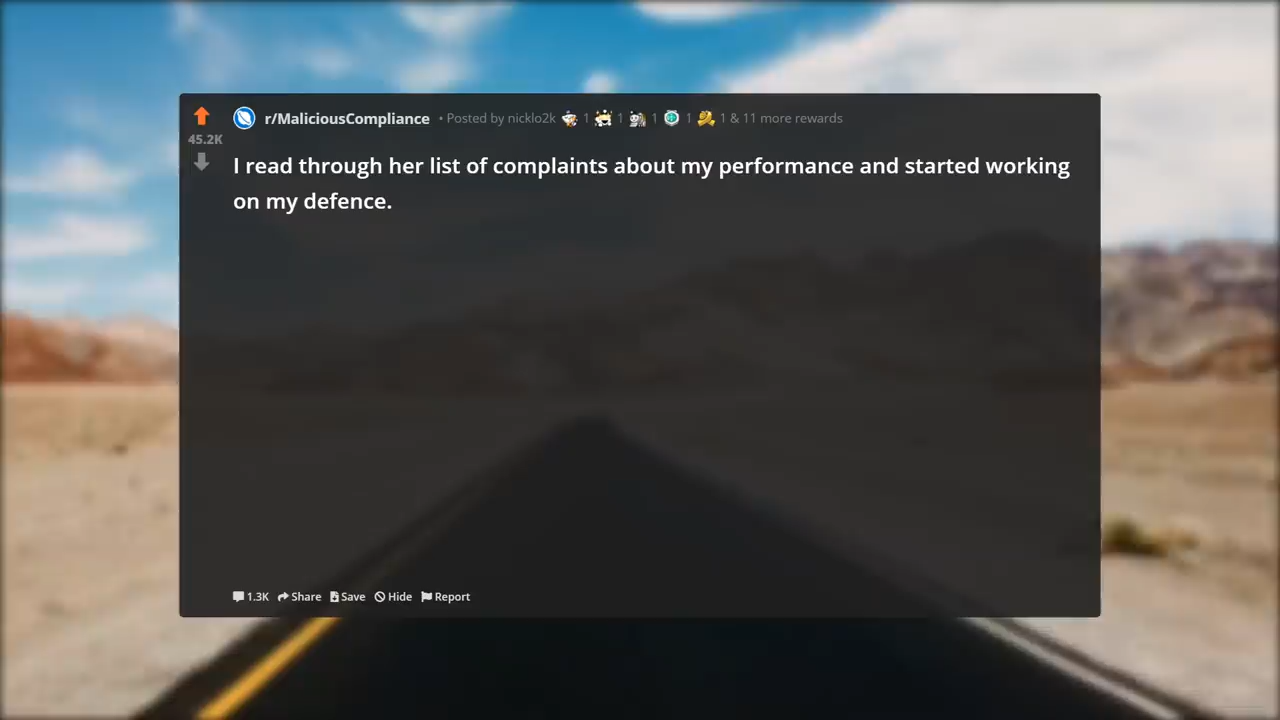 r/MaliciousCompliance • Posted by nicklo2k 1 1 1 1 1 & 11 more rewards
45.2K
I read through her list of complaints about my performance and started working
on my defence.
1.3K Share Save Hide Report